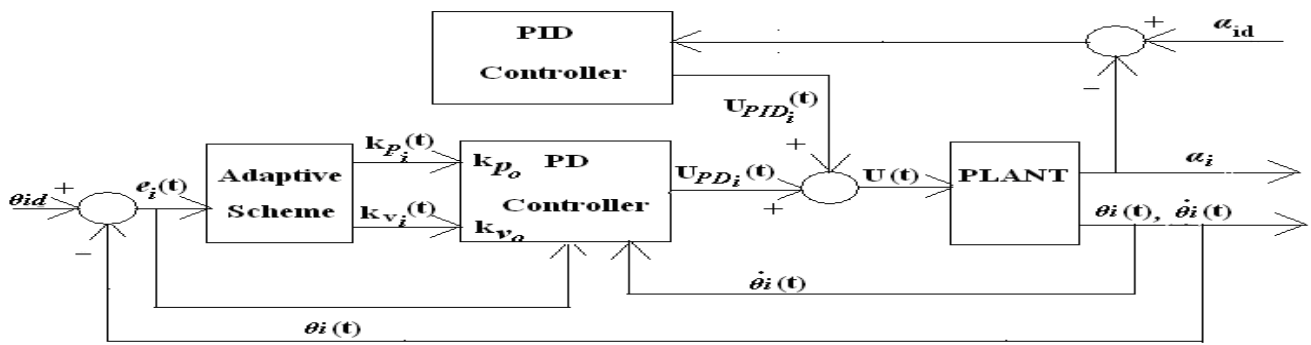 PID
Controller
+
α_id
−
U_PID_i(t)
k_P_i(t)
k_P_o
PD
Controller
k_v_i(t)
k_v_o
U_PD_i(t)
+
+
U(t)
PLANT
α_i
θi(t), θ̇i(t)
θid
+
−
e_i(t)
Adaptive
Scheme
θ̇i(t)
θi(t)